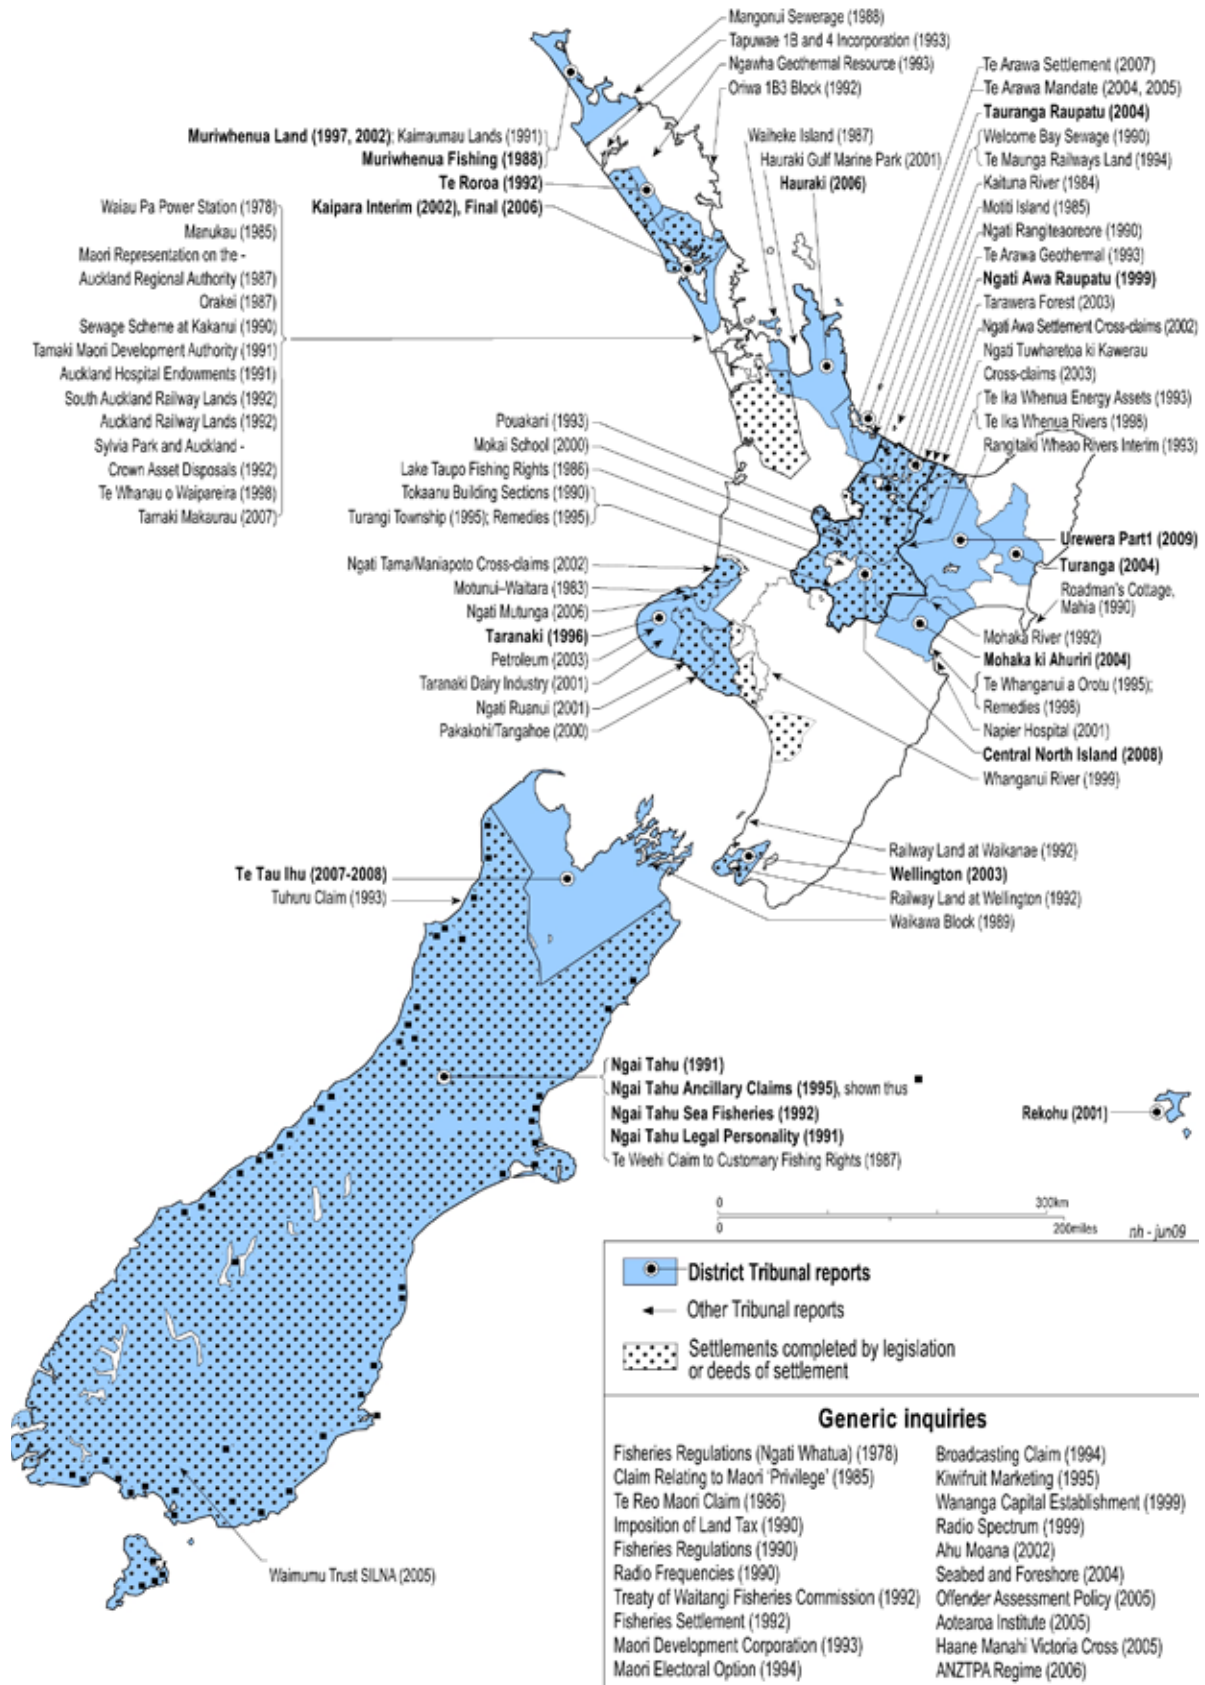 Mangonui Sewerage (1988)
Tapuwae 1B and 4 Incorporation (1993)
Ngawha Geothermal Resource (1993)
Oriwa 1B3 Block (1992)
Muriwhenua Land (1997, 2002); Kaimaumau Lands (1991)
Muriwhenua Fishing (1988)
Te Roroa (1992)
Kaipara Interim (2002), Final (2006)
Waiheke Island (1987)
Hauraki Gulf Marine Park (2001)
Hauraki (2006)
Te Arawa Settlement (2007)
Te Arawa Mandate (2004, 2005)
Tauranga Raupatu (2004)
Welcome Bay Sewage (1990)
Te Maunga Railways Land (1994)
Kaituna River (1984)
Motiti Island (1985)
Ngati Rangiteaorere (1990)
Te Arawa Geothermal (1993)
Ngati Awa Raupatu (1999)
Tarawera Forest (2003)
Ngati Awa Settlement Cross-claims (2002)
Ngati Tuwharetoa ki Kawerau
Cross-claims (2003)
Te Ika Whenua Energy Assets (1993)
Te Ika Whenua Rivers (1998)
Rangitaiki Wheao Rivers Interim (1993)
Waiau Pa Power Station (1978)
Manukau (1985)
Maori Representation on the -
Auckland Regional Authority (1987)
Orakei (1987)
Sewage Scheme at Kakanui (1990)
Tamaki Maori Development Authority (1991)
Auckland Hospital Endowments (1991)
South Auckland Railway Lands (1992)
Auckland Railway Lands (1992)
Sylvia Park and Auckland -
Crown Asset Disposals (1992)
Te Whanau o Waipareira (1998)
Tamaki Makaurau (2007)
Pouakani (1993)
Mokai School (2000)
Lake Taupo Fishing Rights (1986)
Tokaanu Building Sections (1990)
Turangi Township (1995); Remedies (1995)
Urewera Part1 (2009)
Turanga (2004)
Roadman's Cottage,
Mahia (1990)
Mohaka River (1992)
Mohaka ki Ahuriri (2004)
Te Whanganui a Orotu (1995);
Remedies (1998)
Napier Hospital (2001)
Central North Island (2008)
Whanganui River (1999)
Ngati Tama/Maniapoto Cross-claims (2002)
Motunui–Waitara (1983)
Ngati Mutunga (2006)
Taranaki (1996)
Petroleum (2003)
Taranaki Dairy Industry (2001)
Ngati Ruanui (2001)
Pakakohi/Tangahoe (2000)
Railway Land at Waikanae (1992)
Wellington (2003)
Railway Land at Wellington (1992)
Waikawa Block (1989)
Te Tau Ihu (2007-2008)
Tuhuru Claim (1993)
Ngai Tahu (1991)
Ngai Tahu Ancillary Claims (1995), shown thus
Ngai Tahu Sea Fisheries (1992)
Ngai Tahu Legal Personality (1991)
Te Weehi Claim to Customary Fishing Rights (1987)
Rekohu (2001)
Waimumu Trust SILNA (2005)
0 300km
0 200miles
nh - jun09
District Tribunal reports
Other Tribunal reports
Settlements completed by legislation
or deeds of settlement
Generic inquiries
Fisheries Regulations (Ngati Whatua) (1978)
Claim Relating to Maori 'Privilege' (1985)
Te Reo Maori Claim (1986)
Imposition of Land Tax (1990)
Fisheries Regulations (1990)
Radio Frequencies (1990)
Treaty of Waitangi Fisheries Commission (1992)
Fisheries Settlement (1992)
Maori Development Corporation (1993)
Maori Electoral Option (1994)
Broadcasting Claim (1994)
Kiwifruit Marketing (1995)
Wananga Capital Establishment (1999)
Radio Spectrum (1999)
Ahu Moana (2002)
Seabed and Foreshore (2004)
Offender Assessment Policy (2005)
Aotearoa Institute (2005)
Haane Manahi Victoria Cross (2005)
ANZTPA Regime (2006)